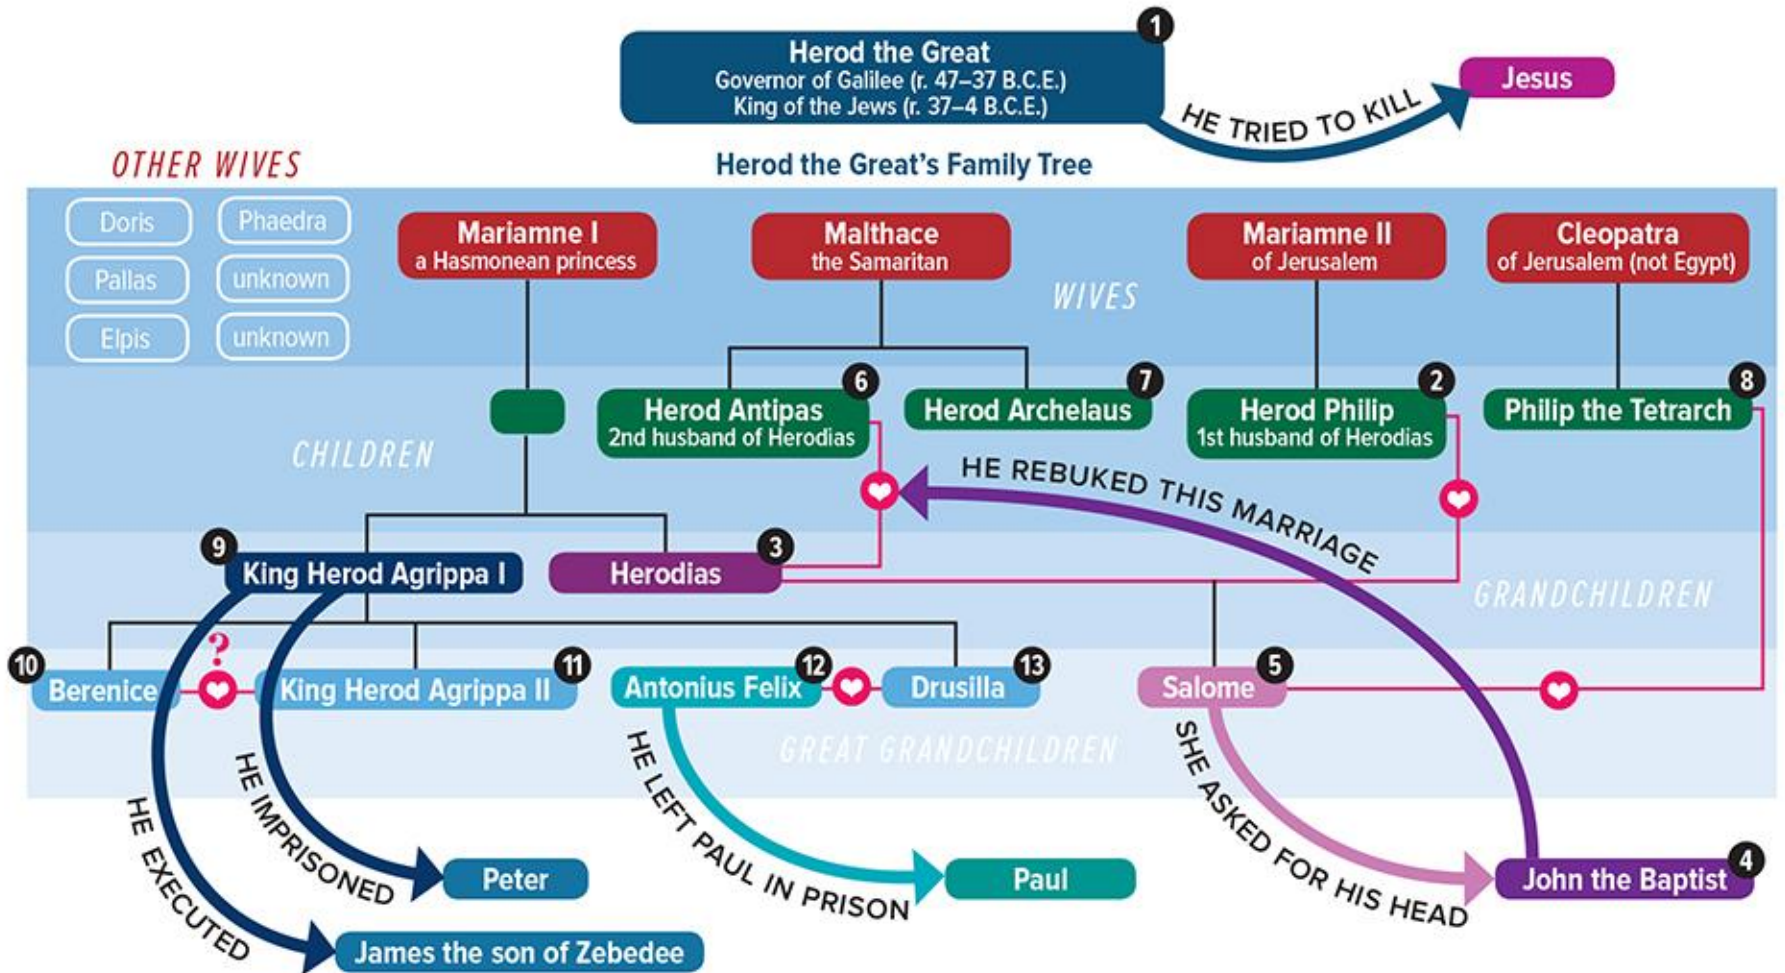 1
Herod the Great
Governor of Galilee (r. 47–37 B.C.E.)
King of the Jews (r. 37–4 B.C.E.)
HE TRIED TO KILL
Jesus
Herod the Great's Family Tree
OTHER WIVES
Doris
Phaedra
Pallas
unknown
Elpis
unknown
Mariamne I
a Hasmonean princess
Malthace
the Samaritan
Mariamne II
of Jerusalem
Cleopatra
of Jerusalem (not Egypt)
WIVES
6
Herod Antipas
2nd husband of Herodias
7
Herod Archelaus
2
Herod Philip
1st husband of Herodias
8
Philip the Tetrarch
CHILDREN
HE REBUKED THIS MARRIAGE
9
King Herod Agrippa I
3
Herodias
GRANDCHILDREN
?
10
Berenice
11
King Herod Agrippa II
12
Antonius Felix
13
Drusilla
5
Salome
GREAT GRANDCHILDREN
HE EXECUTED
HE IMPRISONED
HE LEFT PAUL IN PRISON
SHE ASKED FOR HIS HEAD
Peter
Paul
4
John the Baptist
James the son of Zebedee